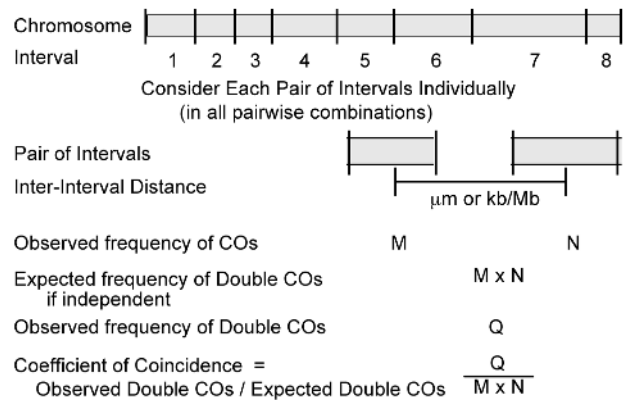 Chromosome
Interval 1 2 3 4 5 6 7 8
Consider Each Pair of Intervals Individually
(in all pairwise combinations)
Pair of Intervals
Inter-Interval Distance
μm or kb/Mb
Observed frequency of COs M N
Expected frequency of Double COs M x N
if independent
Observed frequency of Double COs Q
Coefficient of Coincidence = Q
Observed Double COs / Expected Double COs M x N